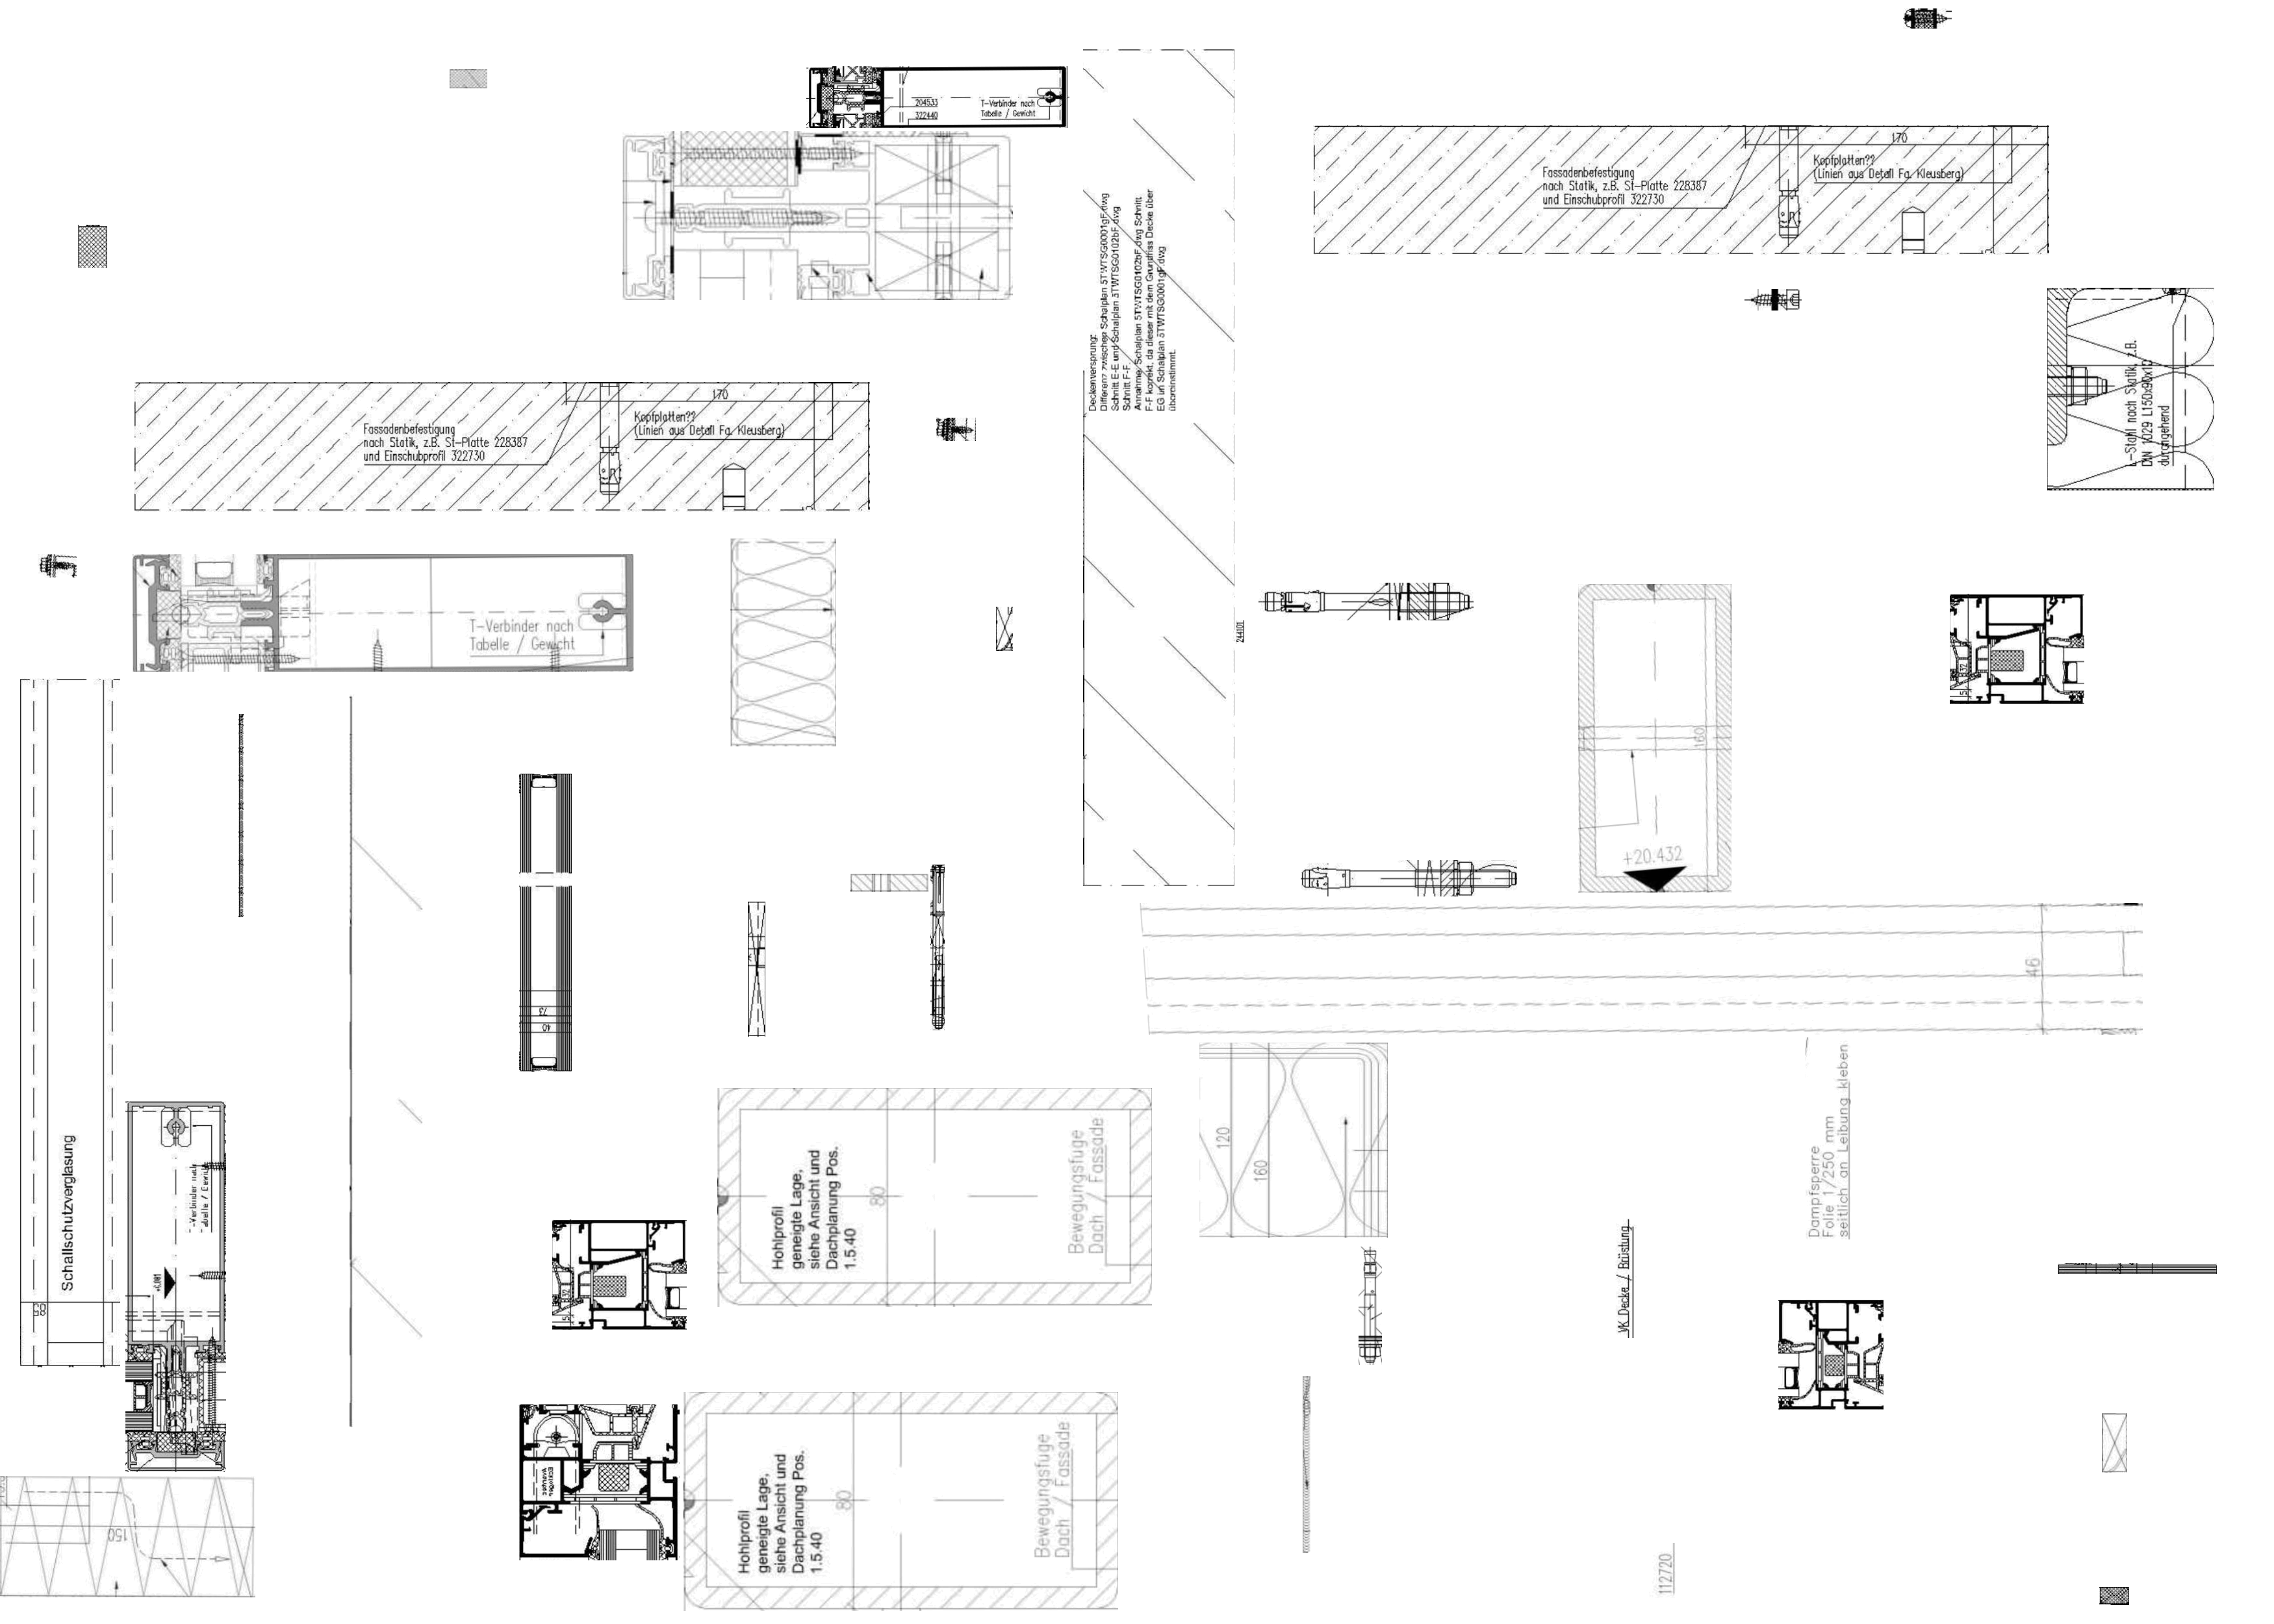 204533
322440
T-Verbinder nach
Tabelle / Gewicht
170
Kopfplatten??
(Linien aus Detail Fa. Kleusberg)
Fassadenbefestigung
nach Statik, z.B. St-Platte 228387
und Einschubprofil 322730
Deckenversprung:
Differenz zwischen Schalplan 5TWTSG0001gF.dwg
Schnitt E-E und Schalplan 5TWTSG0102bF.dwg
Schnitt F-F.
Annahme: Schalplan 5TWTSG0102bF.dwg Schnitt
F-F korrekt, da dieser mit dem Grundriss Decke über
EG im Schalplan 5TWTSG0001gF.dwg
übereinstimmt.
L-Stahl nach Statik, z.B.
DIN 1029 L150x90x10
durchgehend
170
Kopfplatten??
(Linien aus Detail Fa. Kleusberg)
Fassadenbefestigung
nach Statik, z.B. St-Platte 228387
und Einschubprofil 322730
T-Verbinder nach
Tabelle / Gewicht
244101
160
+20.432
32
73
40
46
Schallschutzverglasung
85
-Verbinder nach
abelle / Gewich
Hohlprofil
geneigte Lage,
siehe Ansicht und
Dachplanung Pos.
1.5.40
80
Bewegungsfuge
Dach / Fassade
120
160
Dampfsperre
Folie 1/250 mm
seitlich an Leibung kleben
VK Decke / Brüstung
32
Hohlprofil
geneigte Lage,
siehe Ansicht und
Dachplanung Pos.
1.5.40
80
Bewegungsfuge
Dach / Fassade
150
112720